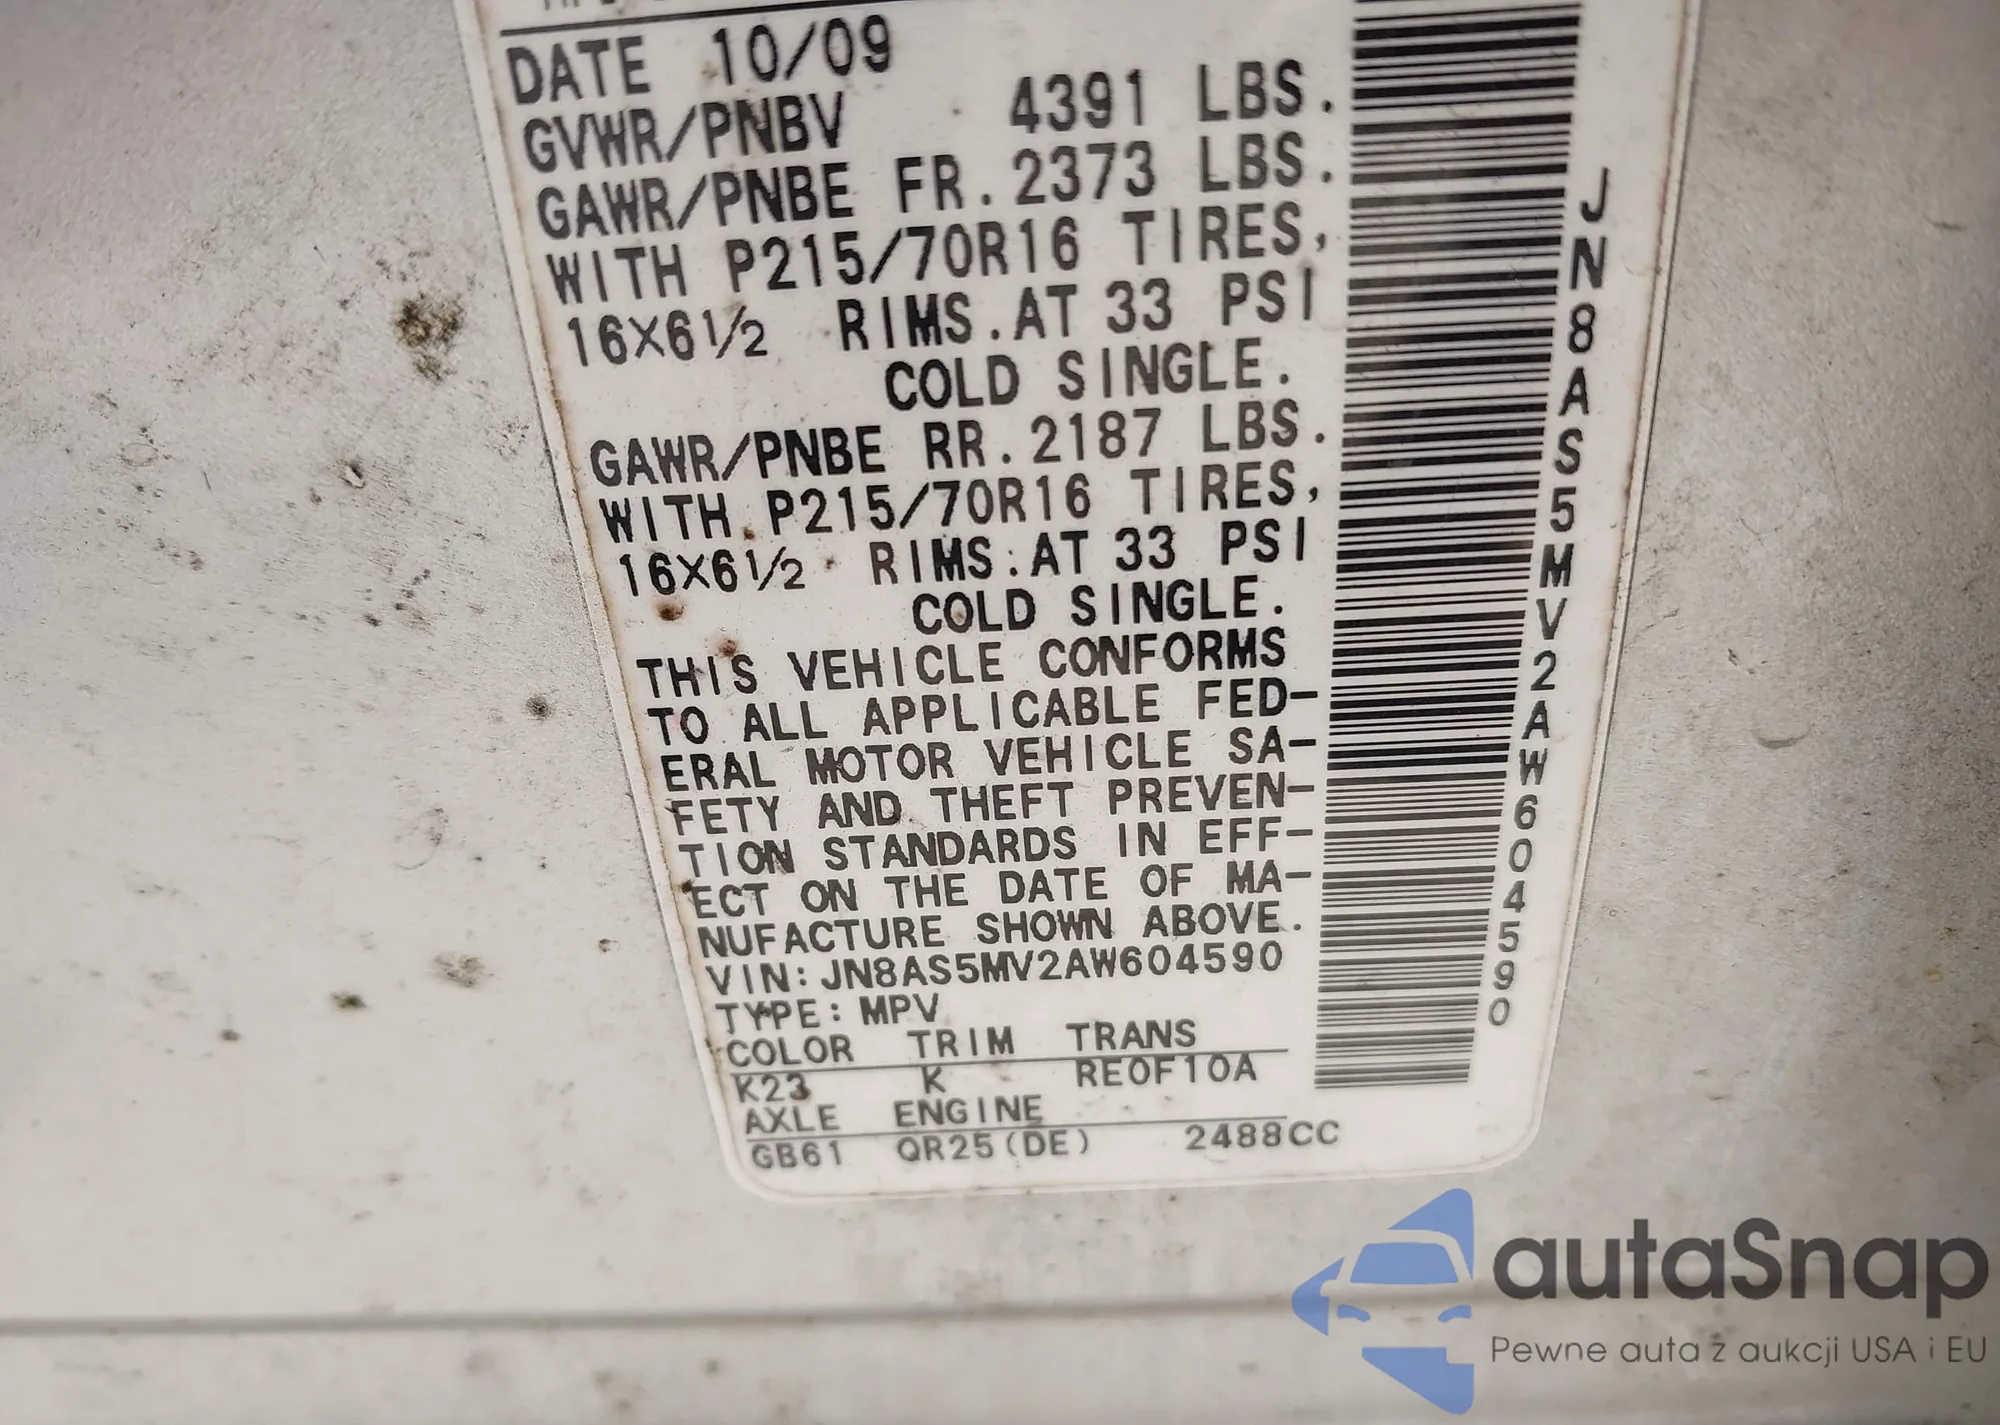 DATE 10/09
GVWR/PNBV 4391 LBS.
GAWR/PNBE FR. 2373 LBS.
WITH P215/70R16 TIRES,
16X6 1/2 RIMS. AT 33 PSI
COLD SINGLE.
GAWR/PNBE RR. 2187 LBS.
WITH P215/70R16 TIRES,
16X6 1/2 RIMS. AT 33 PSI
COLD SINGLE.
THIS VEHICLE CONFORMS
TO ALL APPLICABLE FED-
ERAL MOTOR VEHICLE SA-
FETY AND THEFT PREVEN-
TION STANDARDS IN EFF-
ECT ON THE DATE OF MA-
NUFACTURE SHOWN ABOVE.
VIN: JN8AS5MV2AW604590
TYPE: MPV
COLOR TRIM TRANS
K23 K RE0F10A
AXLE ENGINE
GB61 QR25(DE) 2488CC
JN8AS5MV2AW604590
autaSnap
Pewne auta z aukcji USA i EU